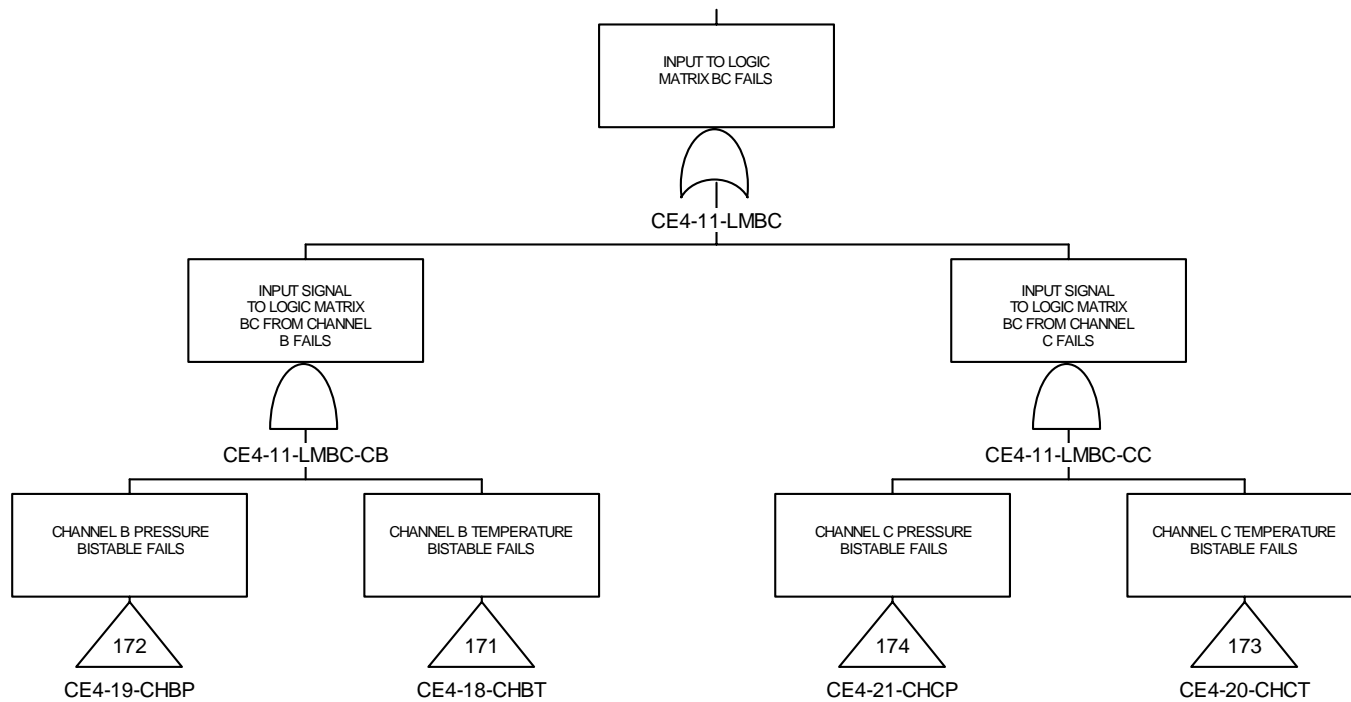 INPUT TO LOGIC
MATRIX BC FAILS
CE4-11-LMBC
INPUT SIGNAL
TO LOGIC MATRIX
BC FROM CHANNEL
B FAILS
INPUT SIGNAL
TO LOGIC MATRIX
BC FROM CHANNEL
C FAILS
CE4-11-LMBC-CB
CE4-11-LMBC-CC
CHANNEL B PRESSURE
BISTABLE FAILS
CHANNEL B TEMPERATURE
BISTABLE FAILS
CHANNEL C PRESSURE
BISTABLE FAILS
CHANNEL C TEMPERATURE
BISTABLE FAILS
172
171
174
173
CE4-19-CHBP
CE4-18-CHBT
CE4-21-CHCP
CE4-20-CHCT